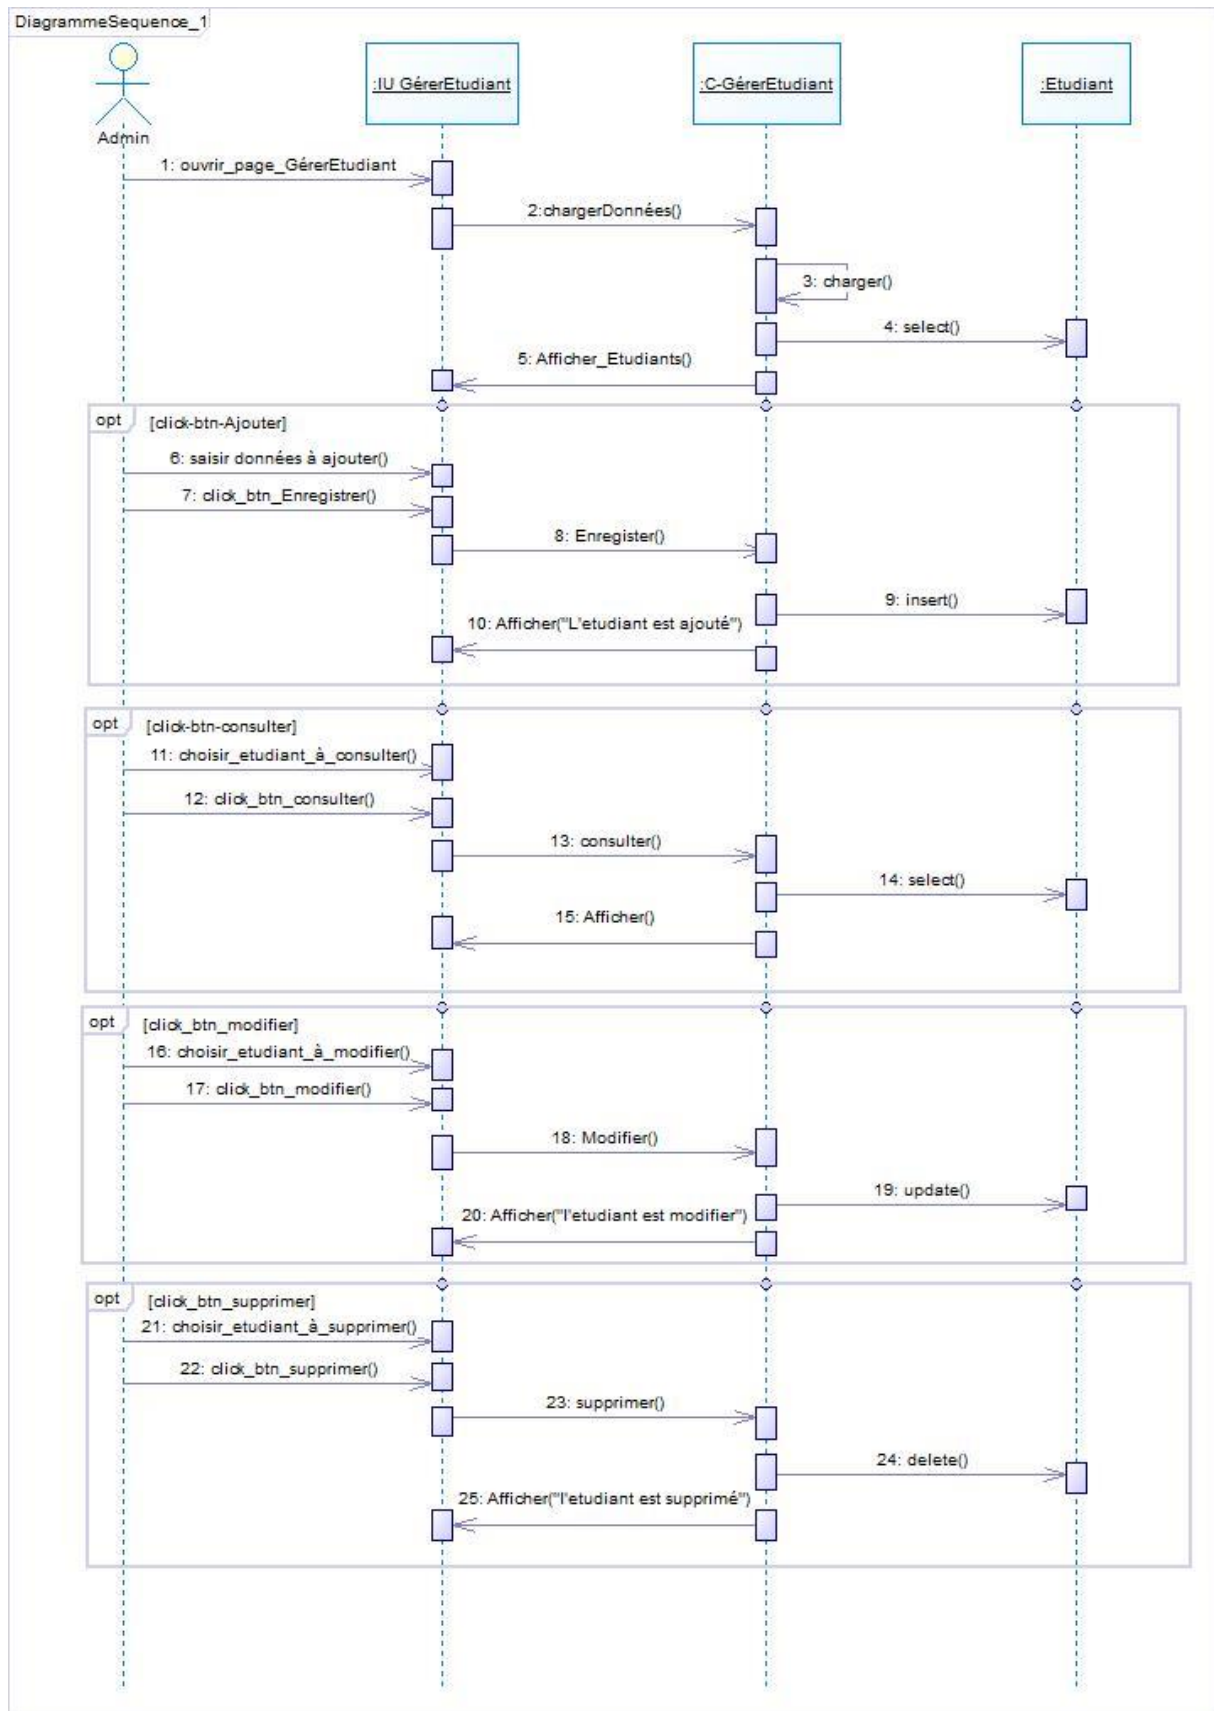 DiagrammeSequence_1
Admin
:IU GérerEtudiant
:C-GérerEtudiant
:Etudiant
1: ouvrir_page_GérerEtudiant
2:chargerDonnées()
3: charger()
4: select()
5: Afficher_Etudiants()
opt
[click-btn-Ajouter]
6: saisir données à ajouter()
7: click_btn_Enregistrer()
8: Enregister()
9: insert()
10: Afficher("L'etudiant est ajouté")
opt
[click-btn-consulter]
11: choisir_etudiant_à_consulter()
12: click_btn_consulter()
13: consulter()
14: select()
15: Afficher()
opt
[click_btn_modifier]
16: choisir_etudiant_à_modifier()
17: click_btn_modifier()
18: Modifier()
19: update()
20: Afficher("l'etudiant est modifier")
opt
[click_btn_supprimer]
21: choisir_etudiant_à_supprimer()
22: click_btn_supprimer()
23: supprimer()
24: delete()
25: Afficher("l'etudiant est supprimé")